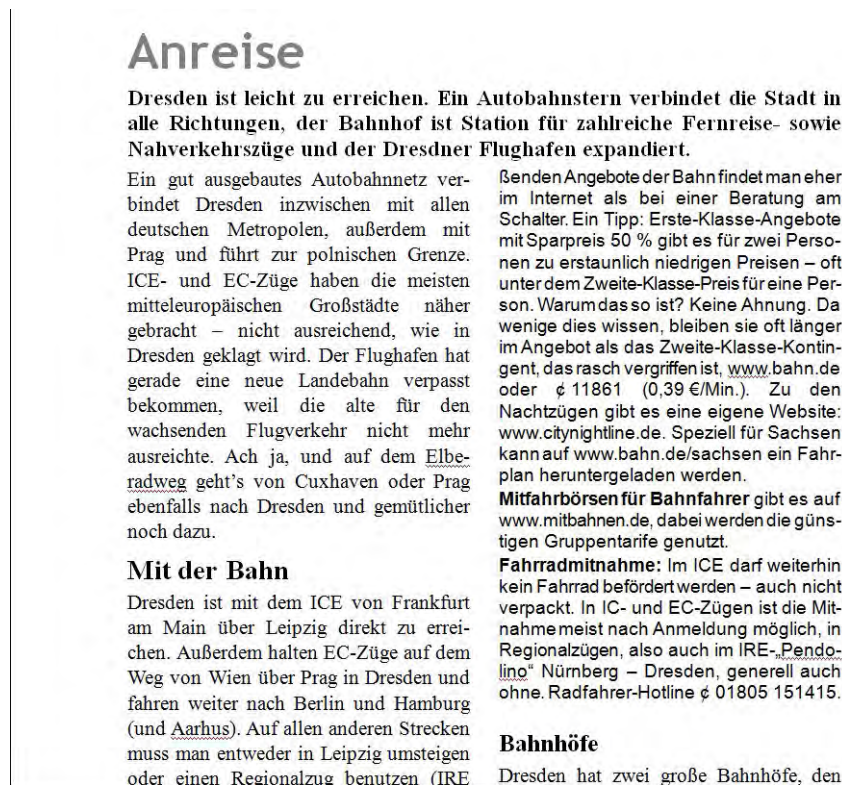 Anreise
Dresden ist leicht zu erreichen. Ein Autobahnstern verbindet die Stadt in
alle Richtungen, der Bahnhof ist Station für zahlreiche Fernreise- sowie
Nahverkehrszüge und der Dresdner Flughafen expandiert.
Ein gut ausgebautes Autobahnnetz ver-
bindet Dresden inzwischen mit allen
deutschen Metropolen, außerdem mit
Prag und führt zur polnischen Grenze.
ICE- und EC-Züge haben die meisten
mitteleuropäischen Großstädte näher
gebracht – nicht ausreichend, wie in
Dresden geklagt wird. Der Flughafen hat
gerade eine neue Landebahn verpasst
bekommen, weil die alte für den
wachsenden Flugverkehr nicht mehr
ausreichte. Ach ja, und auf dem Elbe-
radweg geht's von Cuxhaven oder Prag
ebenfalls nach Dresden und gemütlicher
noch dazu.
Mit der Bahn
Dresden ist mit dem ICE von Frankfurt
am Main über Leipzig direkt zu errei-
chen. Außerdem halten EC-Züge auf dem
Weg von Wien über Prag in Dresden und
fahren weiter nach Berlin und Hamburg
(und Aarhus). Auf allen anderen Strecken
muss man entweder in Leipzig umsteigen
oder einen Regionalzug benutzen (IRE
ßenden Angebote der Bahn findet man eher
im Internet als bei einer Beratung am
Schalter. Ein Tipp: Erste-Klasse-Angebote
mit Sparpreis 50 % gibt es für zwei Perso-
nen zu erstaunlich niedrigen Preisen – oft
unter dem Zweite-Klasse-Preis für eine Per-
son. Warum das so ist? Keine Ahnung. Da
wenige dies wissen, bleiben sie oft länger
im Angebot als das Zweite-Klasse-Kontin-
gent, das rasch vergriffen ist, www.bahn.de
oder ¢ 11861 (0,39 €/Min.). Zu den
Nachtzügen gibt es eine eigene Website:
www.citynightline.de. Speziell für Sachsen
kann auf www.bahn.de/sachsen ein Fahr-
plan heruntergeladen werden.
Mitfahrbörsen für Bahnfahrer gibt es auf
www.mitbahnen.de, dabei werden die güns-
tigen Gruppentarife genutzt.
Fahrradmitnahme: Im ICE darf weiterhin
kein Fahrrad befördert werden – auch nicht
verpackt. In IC- und EC-Zügen ist die Mit-
nahme meist nach Anmeldung möglich, in
Regionalzügen, also auch im IRE-„Pendo-
lino“ Nürnberg – Dresden, generell auch
ohne. Radfahrer-Hotline ¢ 01805 151415.
Bahnhöfe
Dresden hat zwei große Bahnhöfe, den